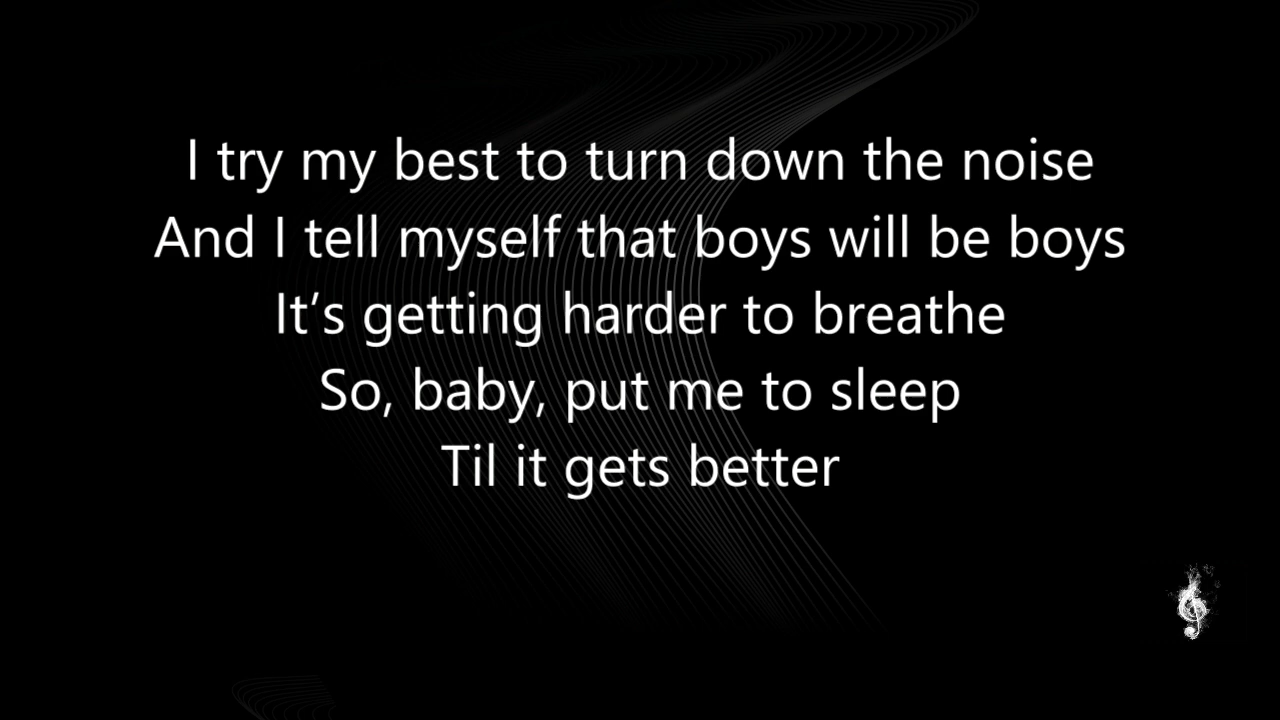 I try my best to turn down the noise
And I tell myself that boys will be boys
It’s getting harder to breathe
So, baby, put me to sleep
Til it gets better